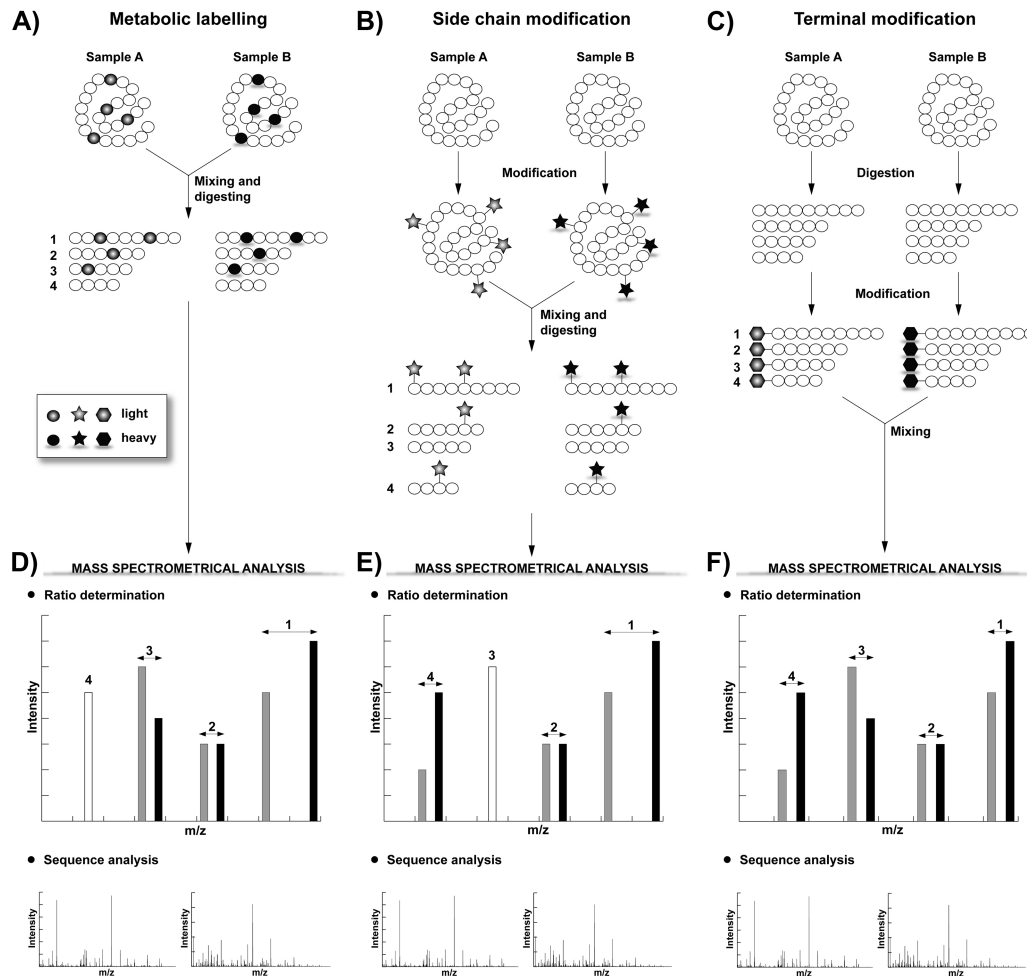 A) Metabolic labelling
Sample A Sample B
Mixing and
digesting
1
2
3
4
light
heavy
B) Side chain modification
Sample A Sample B
Modification
Mixing and
digesting
1
2
3
4
C) Terminal modification
Sample A Sample B
Digestion
Modification
1
2
3
4
Mixing
D) MASS SPECTROMETRICAL ANALYSIS
• Ratio determination
Intensity
4 3 2 1
m/z
• Sequence analysis
Intensity
m/z
Intensity
m/z
E) MASS SPECTROMETRICAL ANALYSIS
• Ratio determination
Intensity
4 3 2 1
m/z
• Sequence analysis
Intensity
m/z
Intensity
m/z
F) MASS SPECTROMETRICAL ANALYSIS
• Ratio determination
Intensity
4 3 2 1
m/z
• Sequence analysis
Intensity
m/z
Intensity
m/z